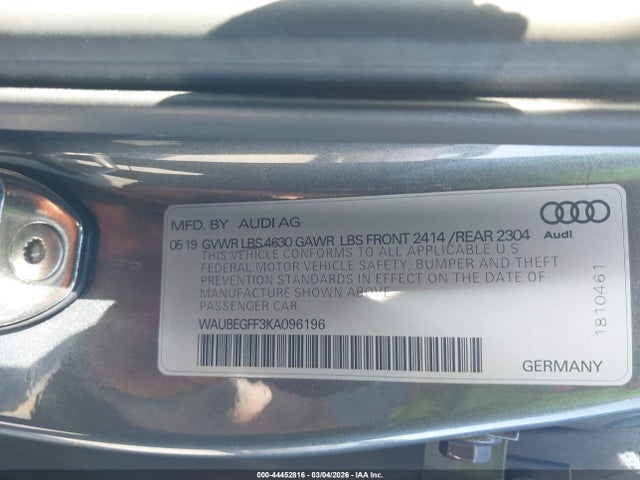 MFD. BY AUDI AG
05 19 GVWR LBS 4630 GAWR LBS FRONT 2414 /REAR 2304
THIS VEHICLE CONFORMS TO ALL APPLICABLE U S
FEDERAL MOTOR VEHICLE SAFETY, BUMPER AND THEFT
PREVENTION STANDARDS IN EFFECT ON THE DATE OF
MANUFACTURE SHOWN ABOVE
PASSENGER CAR
WAUBEGFF3KA096196
Audi
1810461
GERMANY
000-44452816 - 03/04/2026 - IAA Inc.